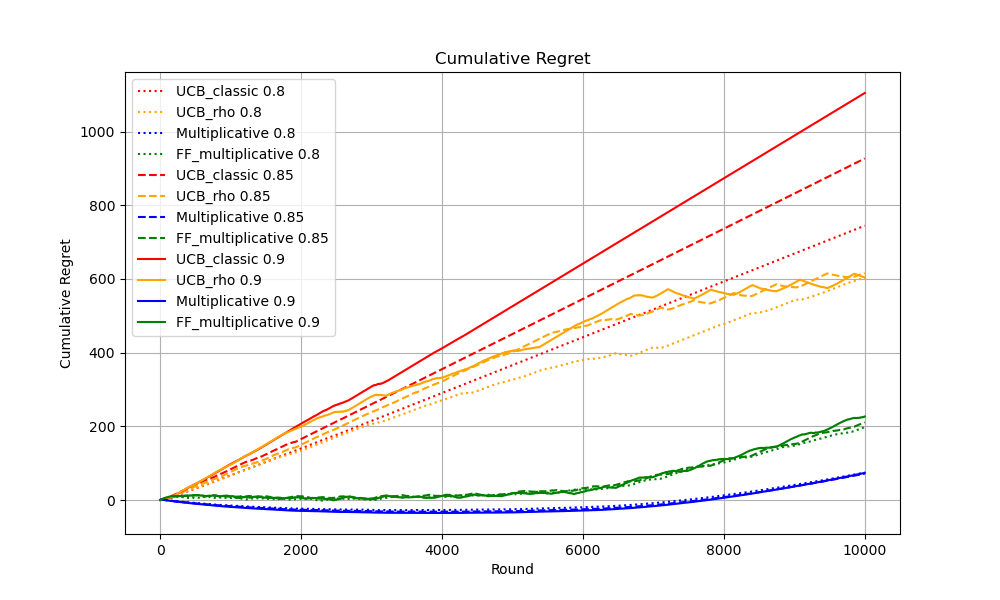 Cumulative Regret
UCB_classic 0.8
UCB_rho 0.8
Multiplicative 0.8
FF_multiplicative 0.8
UCB_classic 0.85
UCB_rho 0.85
Multiplicative 0.85
FF_multiplicative 0.85
UCB_classic 0.9
UCB_rho 0.9
Multiplicative 0.9
FF_multiplicative 0.9
Cumulative Regret
1000
800
600
400
200
0
0
2000
4000
6000
8000
10000
Round